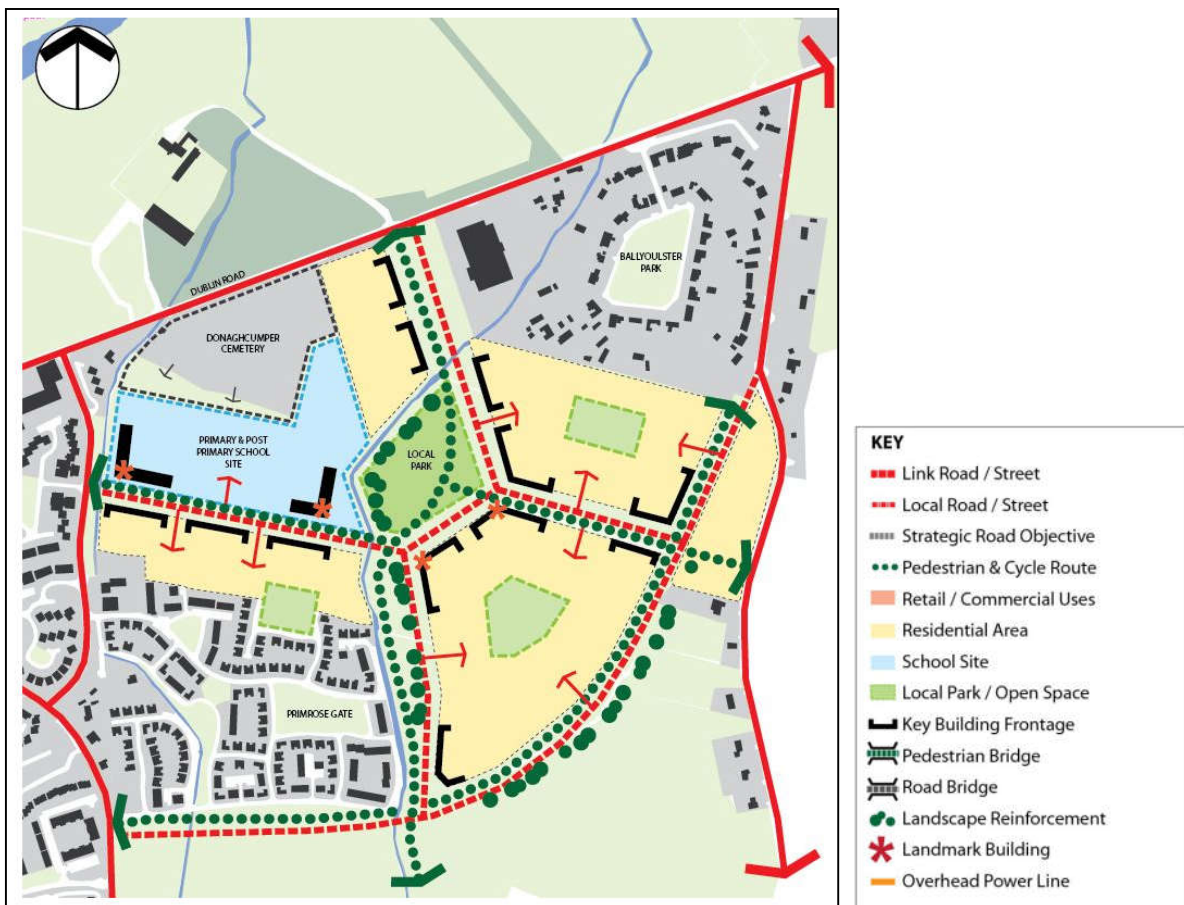 DUBLIN ROAD
BALLYOULSTER
PARK
DONAGHCUMPER
CEMETERY
PRIMARY & POST
PRIMARY SCHOOL
SITE
LOCAL
PARK
PRIMROSE GATE
KEY
Link Road / Street
Local Road / Street
Strategic Road Objective
Pedestrian & Cycle Route
Retail / Commercial Uses
Residential Area
School Site
Local Park / Open Space
Key Building Frontage
Pedestrian Bridge
Road Bridge
Landscape Reinforcement
Landmark Building
Overhead Power Line